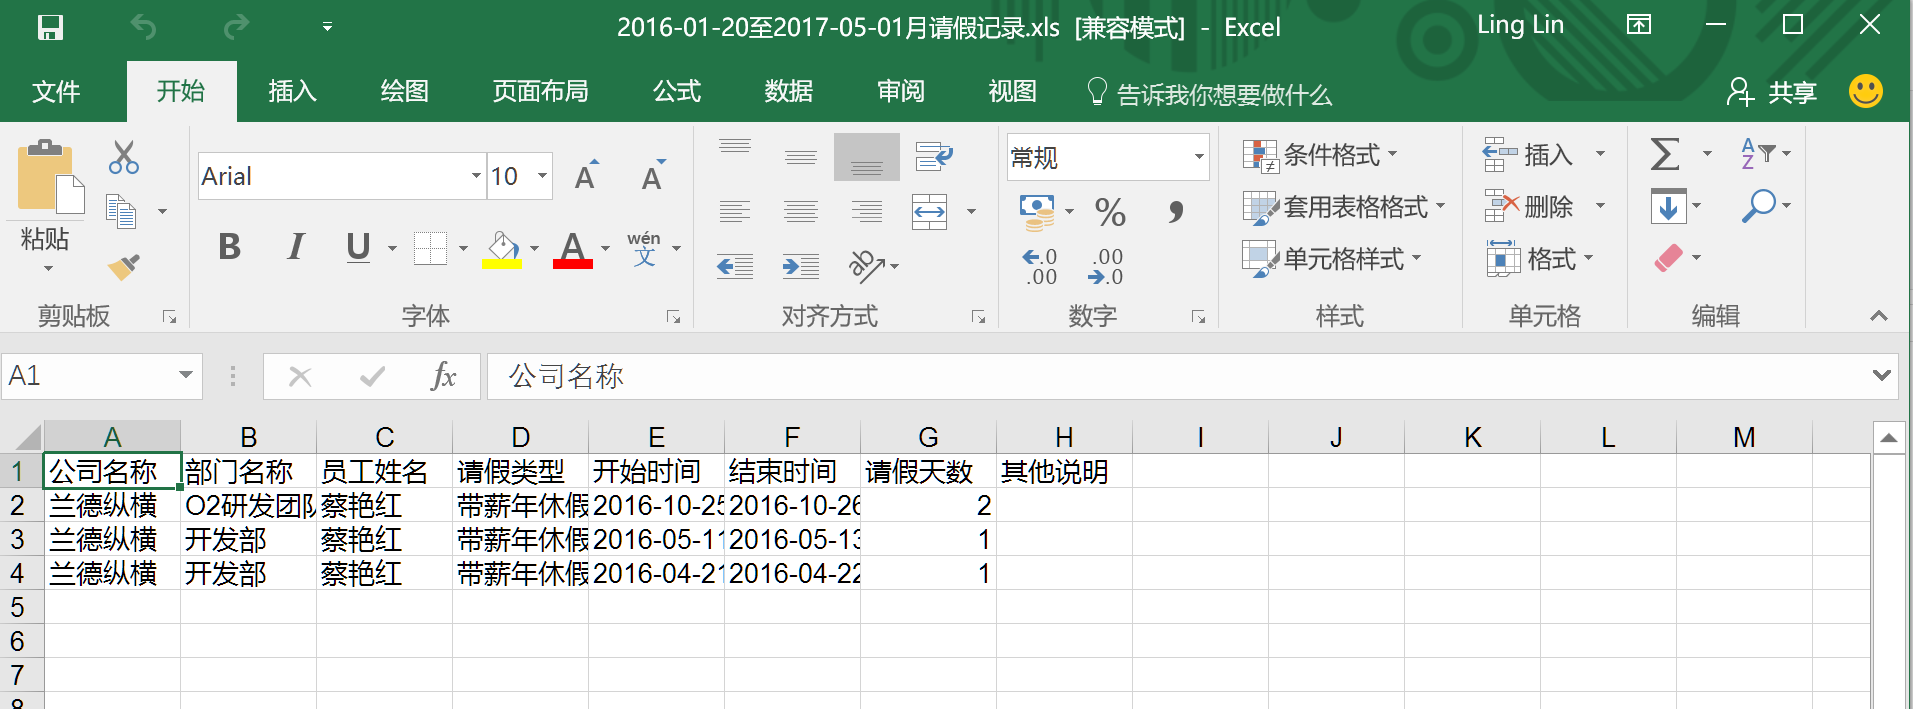 2016-01-20至2017-05-01月请假记录.xls [兼容模式] - Excel
Ling Lin
文件 开始 插入 绘图 页面布局 公式 数据 审阅 视图 告诉我你想要做什么 共享
粘贴
剪贴板
Arial 10 A A
B I U A wén 文
字体
ab
对齐方式
常规
% ,
←.0 .00 .00 →.0
数字
条件格式
套用表格格式
单元格样式
样式
插入
删除
格式
单元格
Σ A Z
编辑
A1 fx 公司名称
A B C D E F G H I J K L M
1 公司名称 部门名称 员工姓名 请假类型 开始时间 结束时间 请假天数 其他说明
2 兰德纵横 O2研发团队 蔡艳红 带薪年休假 2016-10-25 2016-10-26 2
3 兰德纵横 开发部 蔡艳红 带薪年休假 2016-05-11 2016-05-13 1
4 兰德纵横 开发部 蔡艳红 带薪年休假 2016-04-21 2016-04-22 1
5
6
7
8